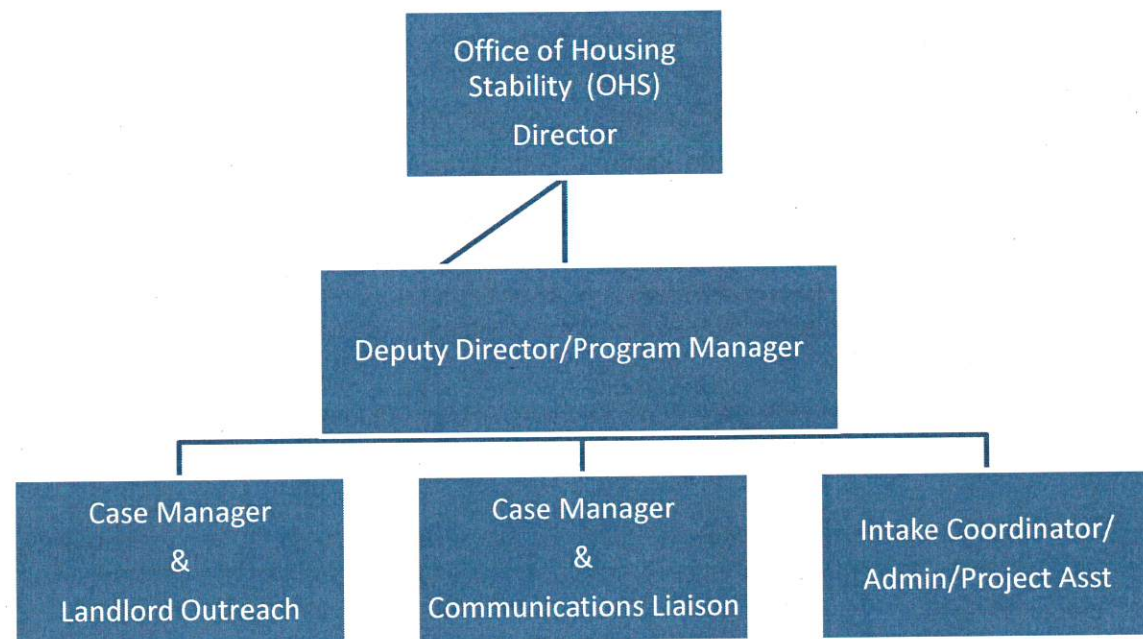 Office of Housing
Stability (OHS)
Director
Deputy Director/Program Manager
Case Manager
&
Landlord Outreach
Case Manager
&
Communications Liaison
Intake Coordinator/
Admin/Project Asst